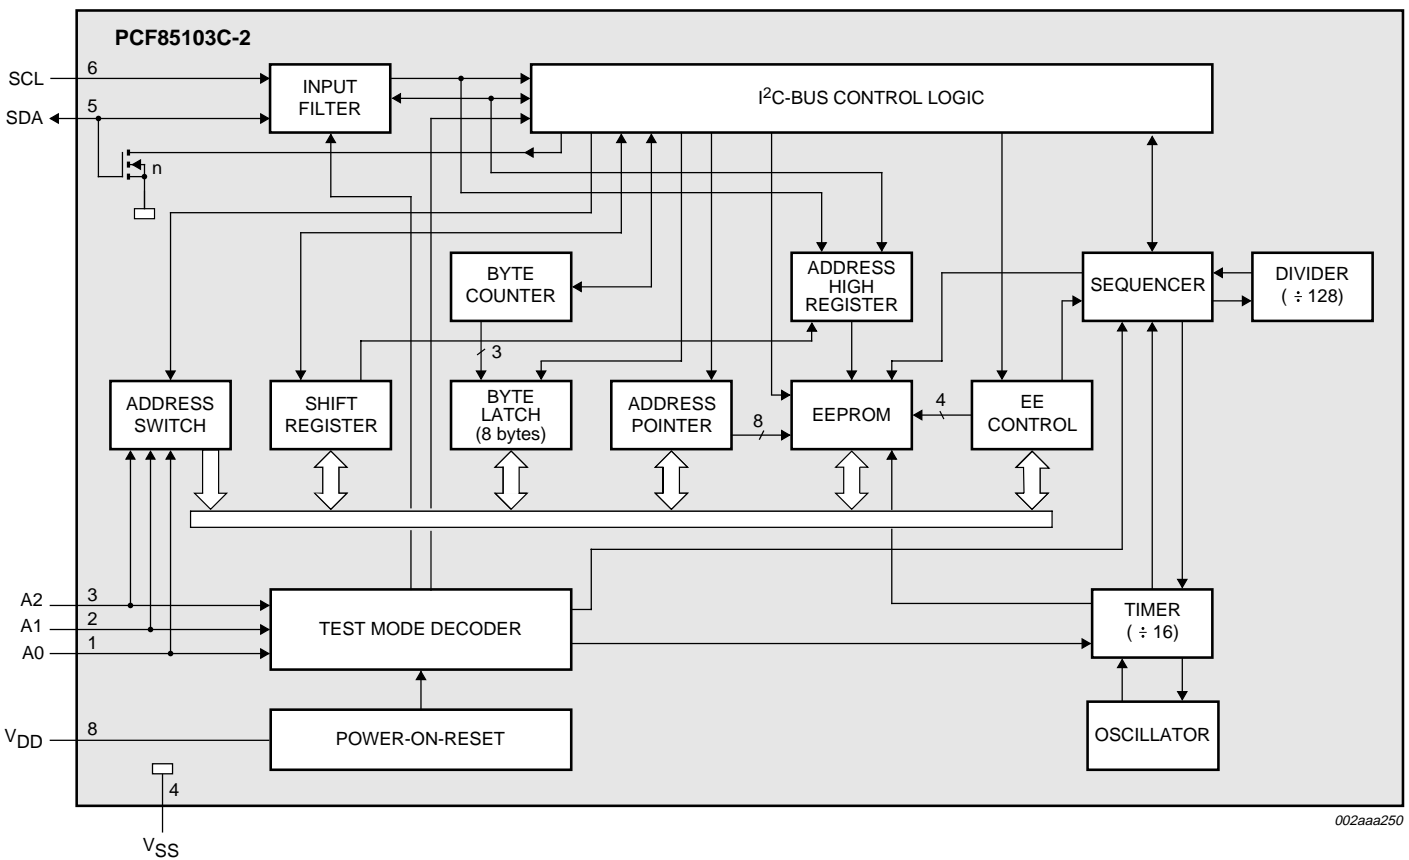 PCF85103C-2
SCL
6
INPUT
FILTER
I²C-BUS CONTROL LOGIC
SDA
5
n
BYTE
COUNTER
ADDRESS
HIGH
REGISTER
SEQUENCER
DIVIDER
( ÷ 128)
3
ADDRESS
SWITCH
SHIFT
REGISTER
BYTE
LATCH
(8 bytes)
ADDRESS
POINTER
8
EEPROM
4
EE
CONTROL
A2
3
A1
2
A0
1
TEST MODE DECODER
TIMER
( ÷ 16)
VDD
8
POWER-ON-RESET
OSCILLATOR
4
VSS
002aaa250